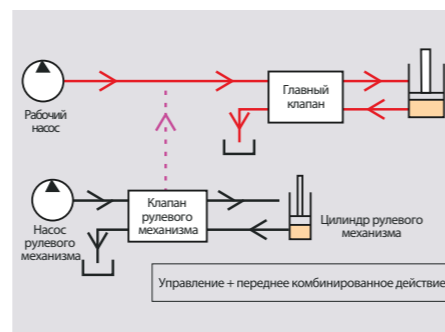 Рабочий
насос
Главный
клапан
Насос
рулевого
механизма
Клапан
рулевого
механизма
Цилиндр рулевого
механизма
Управление + переднее комбинированное действие